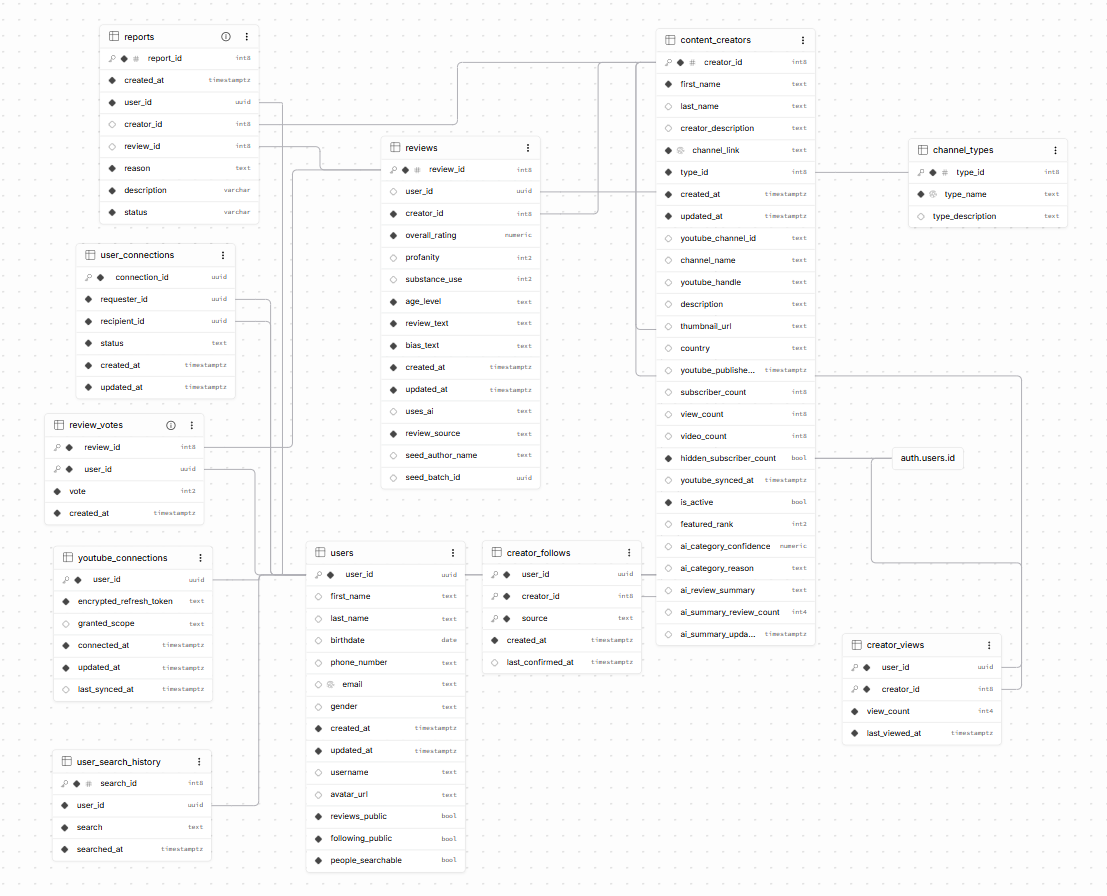 reports
report_id int8
created_at timestamptz
user_id uuid
creator_id int8
review_id int8
reason text
description varchar
status varchar
user_connections
connection_id uuid
requester_id uuid
recipient_id uuid
status text
created_at timestamptz
updated_at timestamptz
review_votes
review_id int8
user_id uuid
vote int2
created_at timestamptz
youtube_connections
user_id uuid
encrypted_refresh_token text
granted_scope text
connected_at timestamptz
updated_at timestamptz
last_synced_at timestamptz
user_search_history
# search_id int8
user_id uuid
search text
searched_at timestamptz
reviews
# review_id int8
user_id uuid
creator_id int8
overall_rating numeric
profanity int2
substance_use int2
age_level text
review_text text
bias_text text
created_at timestamptz
updated_at timestamptz
uses_ai text
review_source text
seed_author_name text
seed_batch_id uuid
users
user_id uuid
first_name text
last_name text
birthdate date
phone_number text
email text
gender text
created_at timestamptz
updated_at timestamptz
username text
avatar_url text
reviews_public bool
following_public bool
people_searchable bool
creator_follows
user_id uuid
creator_id int8
source text
created_at timestamptz
last_confirmed_at timestamptz
content_creators
# creator_id int8
first_name text
last_name text
creator_description text
channel_link text
type_id int8
created_at timestamptz
updated_at timestamptz
youtube_channel_id text
channel_name text
youtube_handle text
description text
thumbnail_url text
country text
youtube_publishe... timestamptz
subscriber_count int8
view_count int8
video_count int8
hidden_subscriber_count bool
youtube_synced_at timestamptz
is_active bool
featured_rank int2
ai_category_confidence numeric
ai_category_reason text
ai_review_summary text
ai_summary_review_count int4
ai_summary_upda... timestamptz
channel_types
# type_id int8
type_name text
type_description text
auth.users.id
creator_views
user_id uuid
creator_id int8
view_count int4
last_viewed_at timestamptz